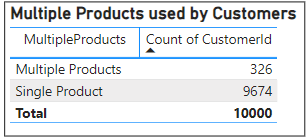 Multiple Products used by Customers
MultipleProducts Count of CustomerId
Multiple Products 326
Single Product 9674
Total 10000